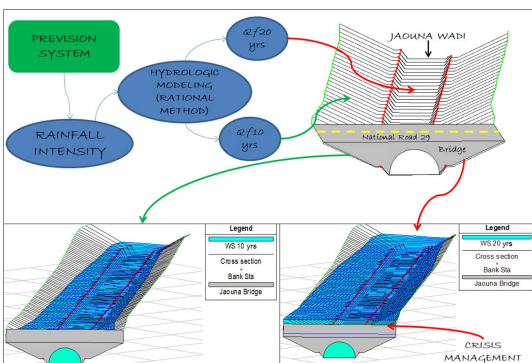 PREVISION
SYSTEM
RAINFALL
INTENSITY
HYDROLOGIC
MODELING
(RATIONAL
METHOD)
Qf20
yrs
Qf10
yrs
JAOUNA WADI
National Road 29
Bridge
Legend
WS 10 yrs
Cross section
Bank Sta
Jaouna Bridge
Legend
WS 20 yrs
Cross section
Bank Sta
Jaouna Bridge
CRISIS
MANAGEMENT